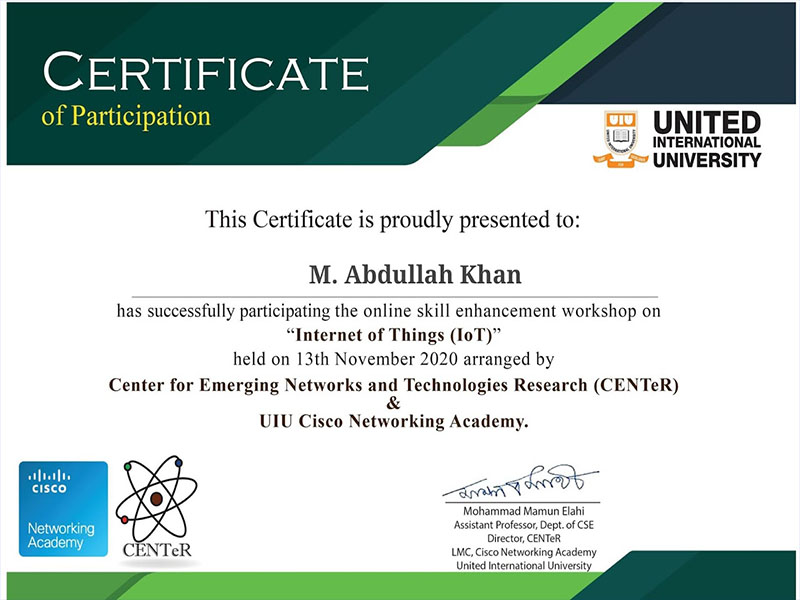 CERTIFICATE
of Participation
UIU
UNITED
INTERNATIONAL
UNIVERSITY
This Certificate is proudly presented to:
M. Abdullah Khan
has successfully participating the online skill enhancement workshop on
“Internet of Things (IoT)”
held on 13th November 2020 arranged by
Center for Emerging Networks and Technologies Research (CENTeR)
&
UIU Cisco Networking Academy.
CISCO
Networking
Academy
CENTeR
Mohammad Mamun Elahi
Assistant Professor, Dept. of CSE
Director, CENTeR
LMC, Cisco Networking Academy
United International University